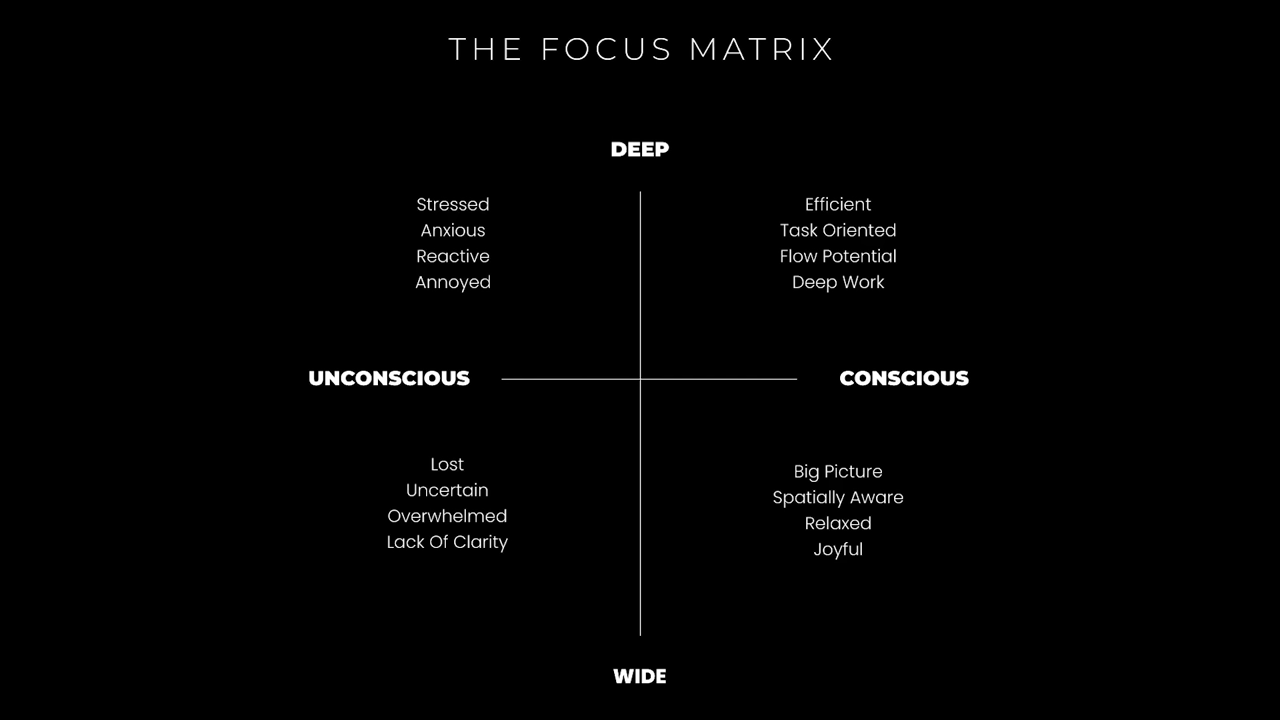 THE FOCUS MATRIX
DEEP
Stressed
Anxious
Reactive
Annoyed
Efficient
Task Oriented
Flow Potential
Deep Work
UNCONSCIOUS
CONSCIOUS
Lost
Uncertain
Overwhelmed
Lack Of Clarity
Big Picture
Spatially Aware
Relaxed
Joyful
WIDE